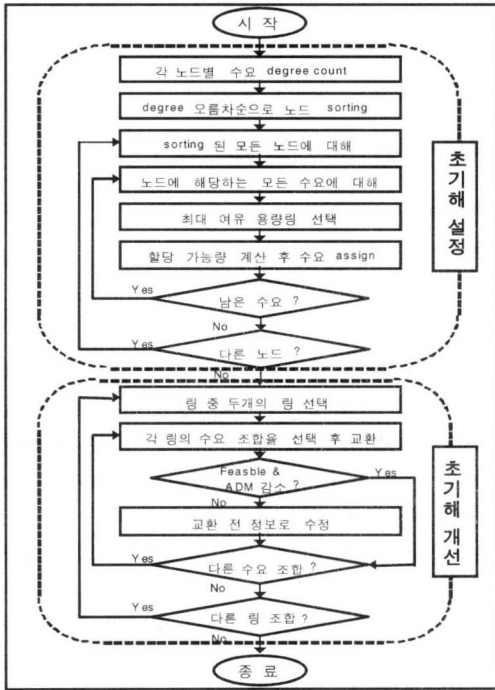 시 작
각 노드별 수요 degree count
degree 오름차순으로 노드 sorting
sorting 된 모든 노드에 대해
노드에 해당하는 모든 수요에 대해
최대 여유 용량링 선택
할당 가능량 계산 후 수요 assign
Yes
남은 수요 ?
No
Yes
다른 노드 ?
No
초기해 설정
링 중 두개의 링 선택
각 링의 수요 조합율 선택 후 교환
Feasble &
ADM 감소 ?
Yes
No
교환 전 정보로 수정
Yes
다른 수요 조합 ?
No
Yes
다른 링 조합 ?
No
초기해 개선
종 료